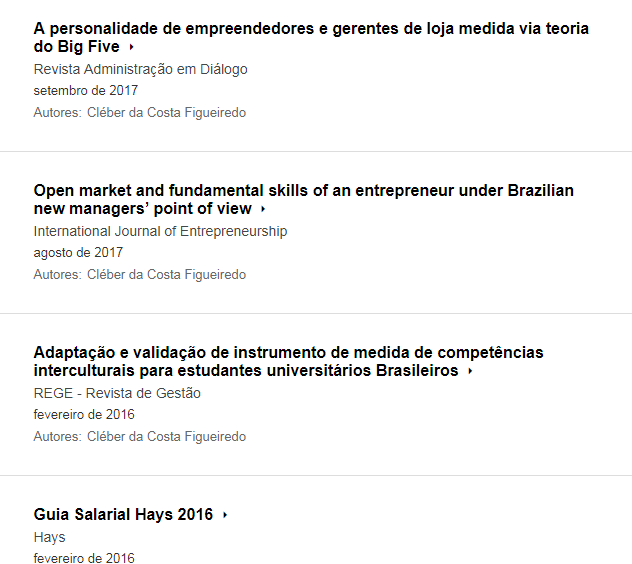 A personalidade de empreendedores e gerentes de loja medida via teoria
do Big Five
Revista Administração em Diálogo
setembro de 2017
Autores: Cléber da Costa Figueiredo
Open market and fundamental skills of an entrepreneur under Brazilian
new managers’ point of view
International Journal of Entrepreneurship
agosto de 2017
Autores: Cléber da Costa Figueiredo
Adaptação e validação de instrumento de medida de competências
interculturais para estudantes universitários Brasileiros
REGE - Revista de Gestão
fevereiro de 2016
Autores: Cléber da Costa Figueiredo
Guia Salarial Hays 2016
Hays
fevereiro de 2016